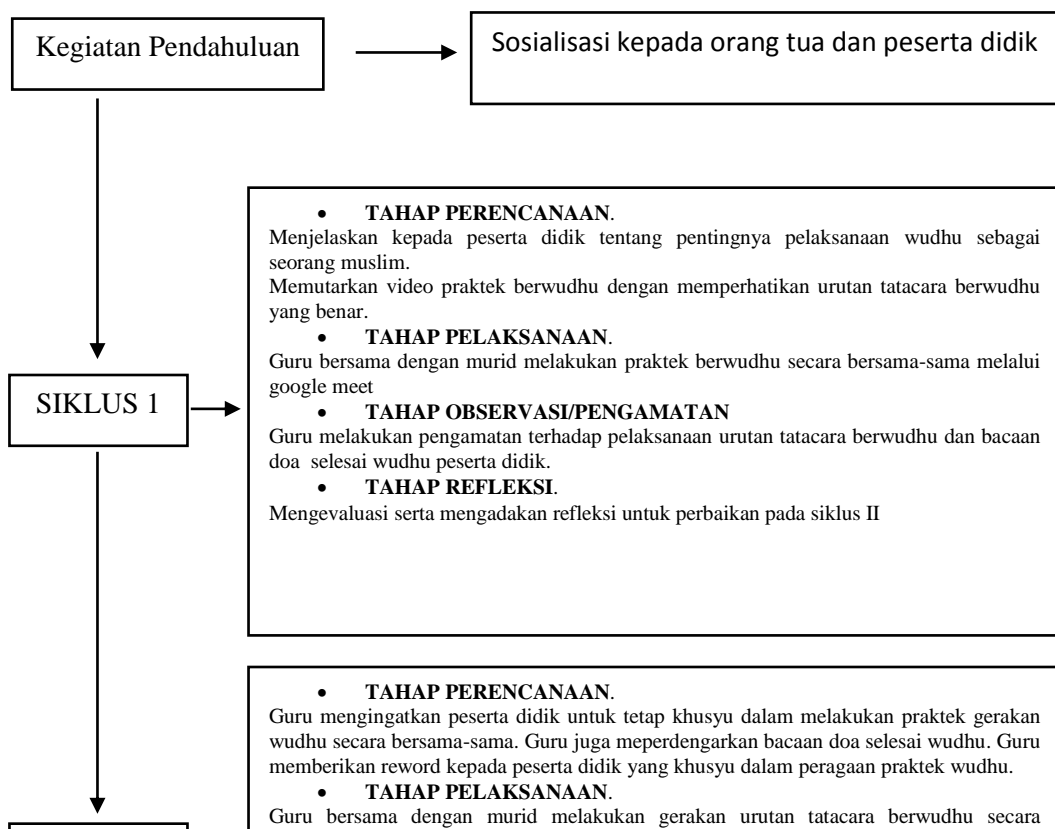 Kegiatan Pendahuluan
Sosialisasi kepada orang tua dan peserta didik
• TAHAP PERENCANAAN.
Menjelaskan kepada peserta didik tentang pentingnya pelaksanaan wudhu sebagai
seorang muslim.
Memutarkan video praktek berwudhu dengan memperhatikan urutan tatacara berwudhu
yang benar.
• TAHAP PELAKSANAAN.
Guru bersama dengan murid melakukan praktek berwudhu secara bersama-sama melalui
google meet
• TAHAP OBSERVASI/PENGAMATAN
Guru melakukan pengamatan terhadap pelaksanaan urutan tatacara berwudhu dan bacaan
doa selesai wudhu peserta didik.
• TAHAP REFLEKSI.
Mengevaluasi serta mengadakan refleksi untuk perbaikan pada siklus II
SIKLUS 1
• TAHAP PERENCANAAN.
Guru mengingatkan peserta didik untuk tetap khusyu dalam melakukan praktek gerakan
wudhu secara bersama-sama. Guru juga meperdengarkan bacaan doa selesai wudhu. Guru
memberikan reword kepada peserta didik yang khusyu dalam peragaan praktek wudhu.
• TAHAP PELAKSANAAN.
Guru bersama dengan murid melakukan gerakan urutan tatacara berwudhu secara